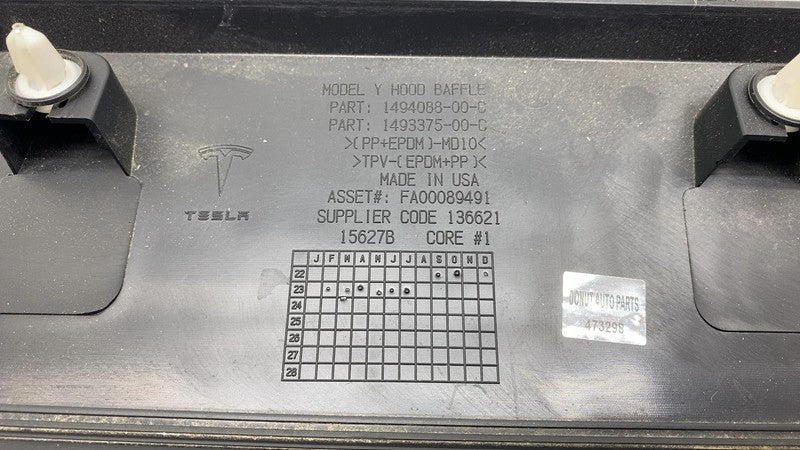 MODEL Y HOOD BAFFLE
PART: 1494088-00-C
PART: 1493375-00-C
>(PP+EPDM)-MD10<
>TPV-(EPDM+PP)<
MADE IN USA
ASSET#: FA00089491
SUPPLIER CODE 136621
15627B CORE #1
TESLA
J F M A M J J A S O N D
22
23
24
25
26
27
28
DONUT AUTO PARTS
473298